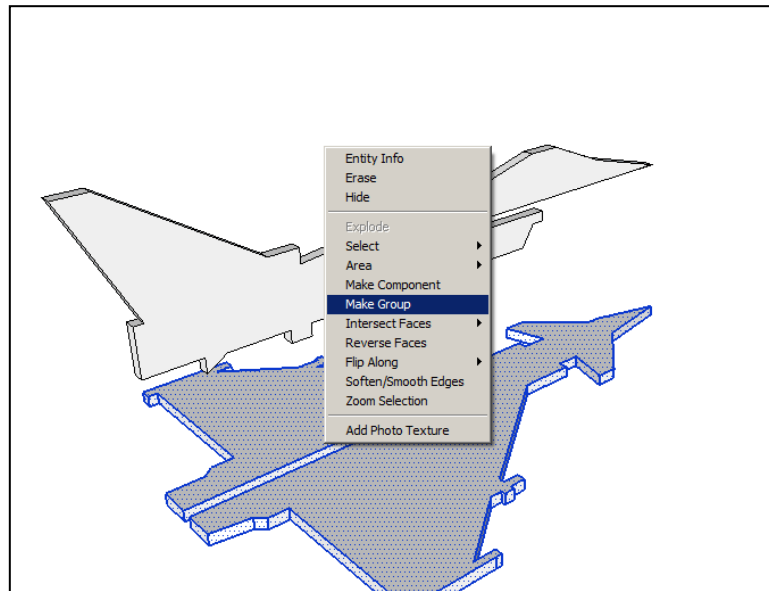 Entity Info
Erase
Hide
Explode
Select
Area
Make Component
Make Group
Intersect Faces
Reverse Faces
Flip Along
Soften/Smooth Edges
Zoom Selection
Add Photo Texture